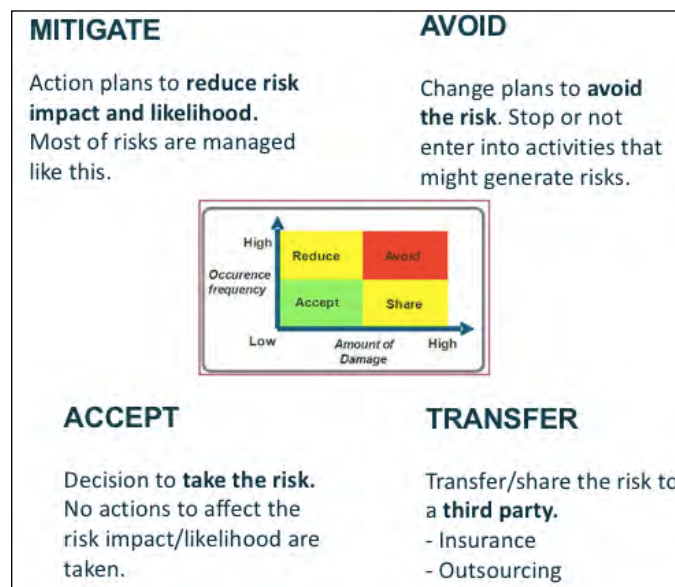 MITIGATE
Action plans to reduce risk
impact and likelihood.
Most of risks are managed
like this.
AVOID
Change plans to avoid
the risk. Stop or not
enter into activities that
might generate risks.
High
Reduce
Avoid
Occurence
frequency
Accept
Share
Low
Amount of
Damage
High
ACCEPT
Decision to take the risk.
No actions to affect the
risk impact/likelihood are
taken.
TRANSFER
Transfer/share the risk to
a third party.
- Insurance
- Outsourcing